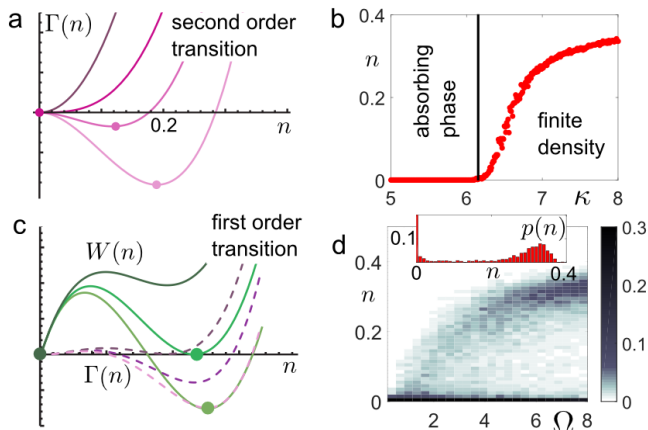 a
Γ(n)
second order
transition
0.2
n
b
0.4
n
0.2
0
absorbing
phase
finite
density
5
6
7
κ
8
c
W(n)
first order
transition
Γ(n)
n
d
0.1
p(n)
0
n
0.4
0.4
n
0.2
0
2
4
6
Ω
8
0.3
0.2
0.1
0